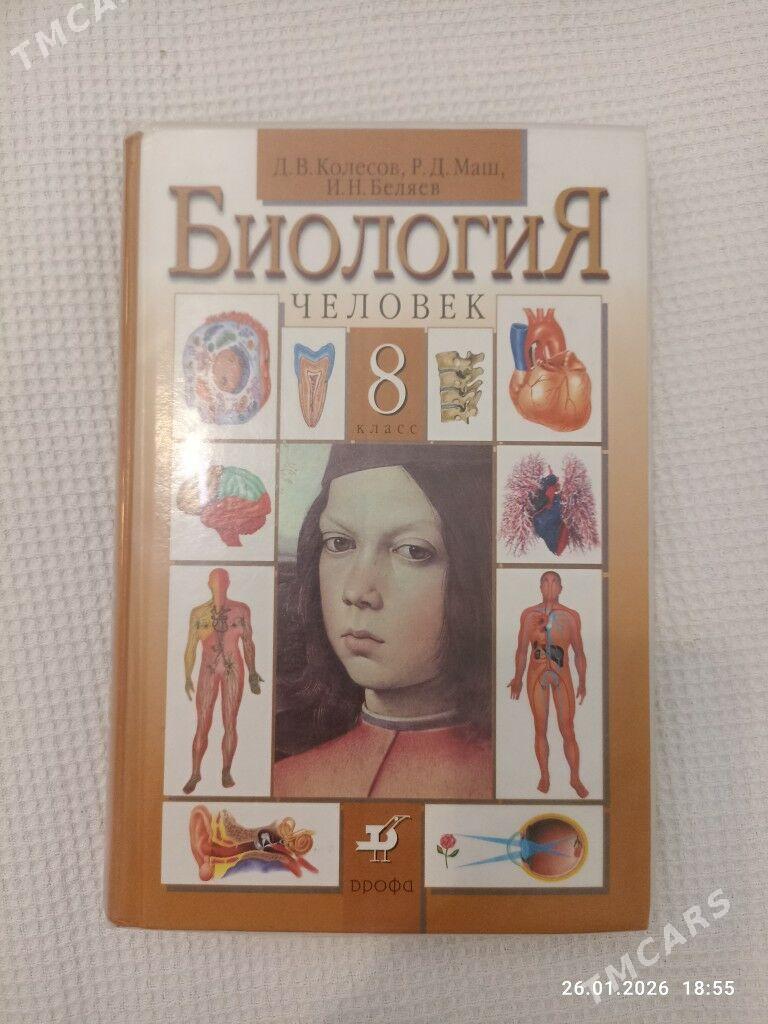 TMCARS
Д.В.Колесов, Р.Д.Маш,
И.Н.Беляев
БиологиЯ
ЧЕЛОВЕК
8
класс
дрофа
TMCARS
26.01.2026 18:55